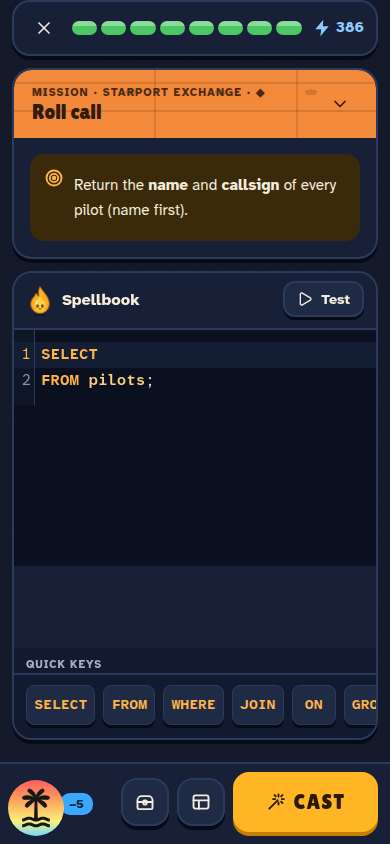 386
MISSION · STARPORT EXCHANGE · ◆
Roll call
Return the name and callsign of every
pilot (name first).
Spellbook
Test
1 SELECT
2 FROM pilots;
QUICK KEYS
SELECT FROM WHERE JOIN ON GRO
–5
CAST